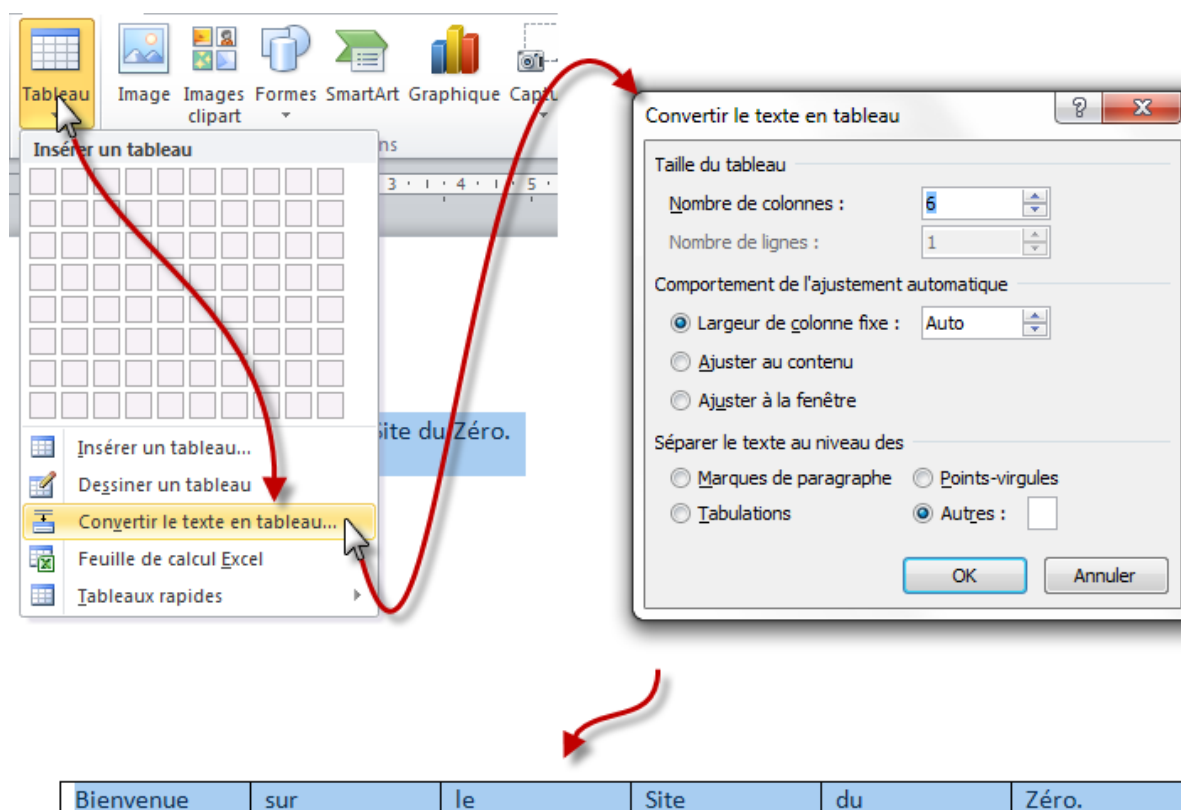 Tableau Image Images Formes SmartArt Graphique
clipart
Insérer un tableau
ns
3 4 5
Insérer un tableau...
Dessiner un tableau
Convertir le texte en tableau...
Feuille de calcul Excel
Tableaux rapides
Site du Zéro.
Convertir le texte en tableau
Taille du tableau
Nombre de colonnes : 6
Nombre de lignes : 1
Comportement de l'ajustement automatique
Largeur de colonne fixe : Auto
Ajuster au contenu
Ajuster à la fenêtre
Séparer le texte au niveau des
Marques de paragraphe Points-virgules
Tabulations Autres :
OK Annuler
Bienvenue sur le Site du Zéro.